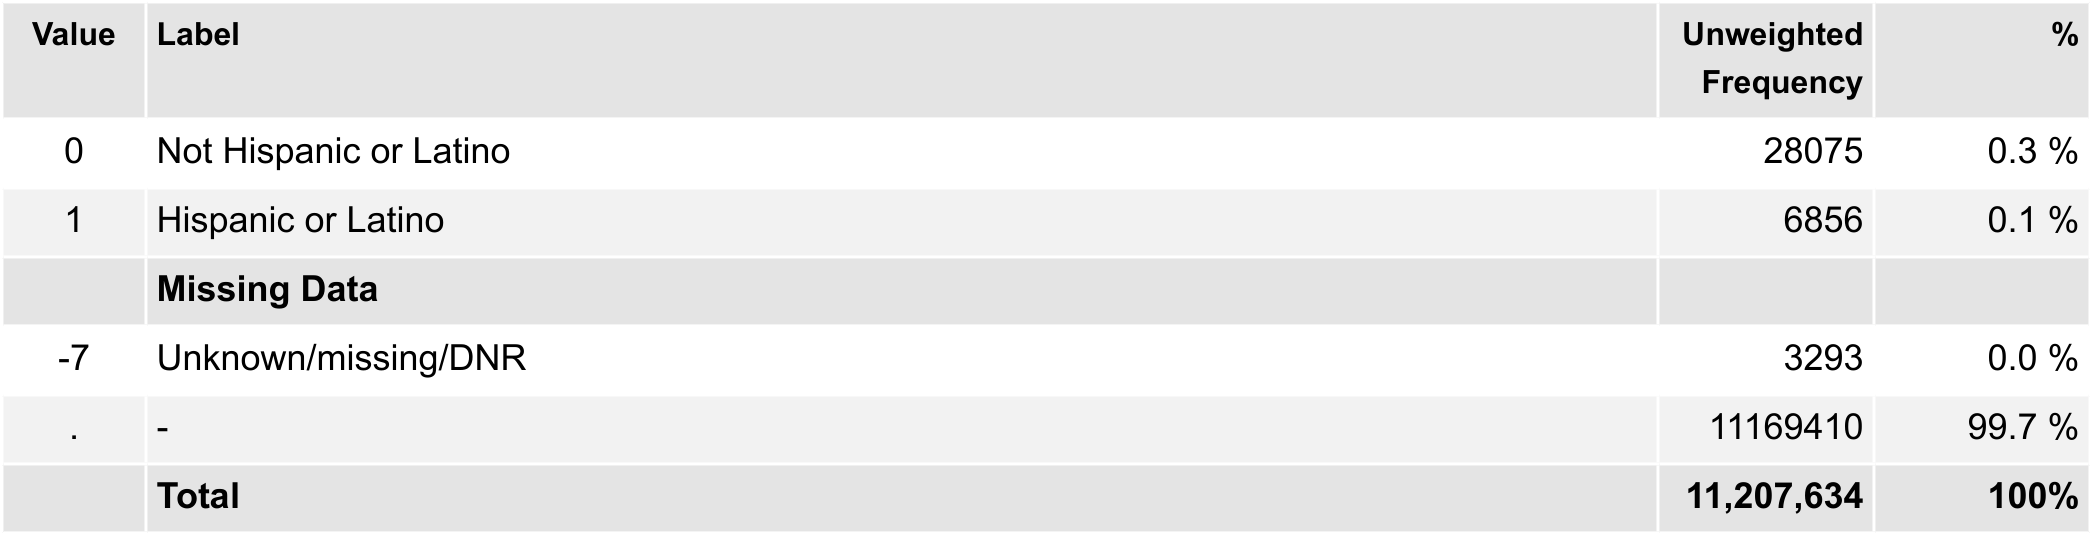 Value Label Unweighted Frequency %
0 Not Hispanic or Latino 28075 0.3 %
1 Hispanic or Latino 6856 0.1 %
Missing Data
-7 Unknown/missing/DNR 3293 0.0 %
. - 11169410 99.7 %
Total 11,207,634 100%